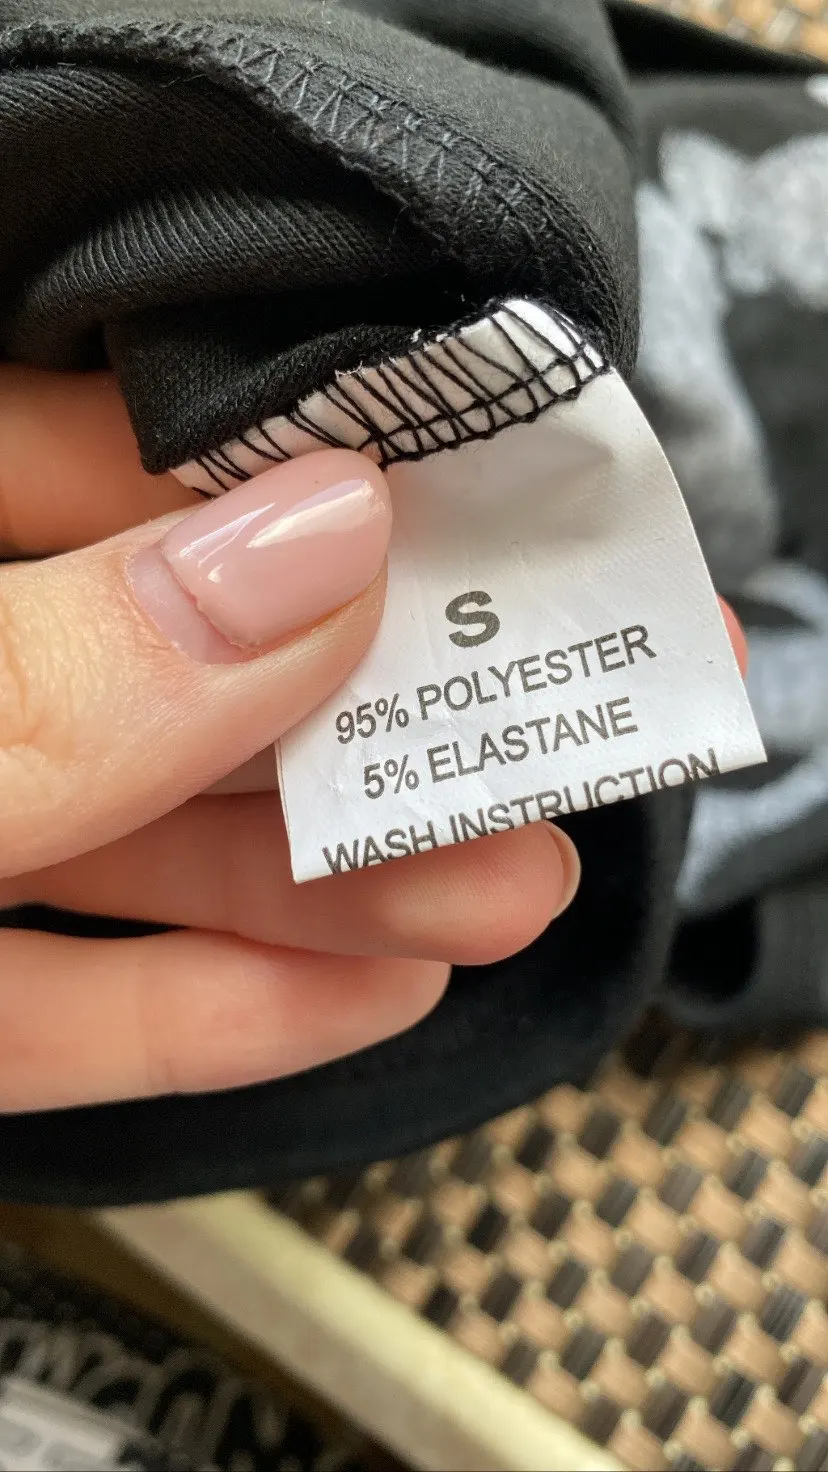 S
95% POLYESTER
5% ELASTANE
WASH INSTRUCTION